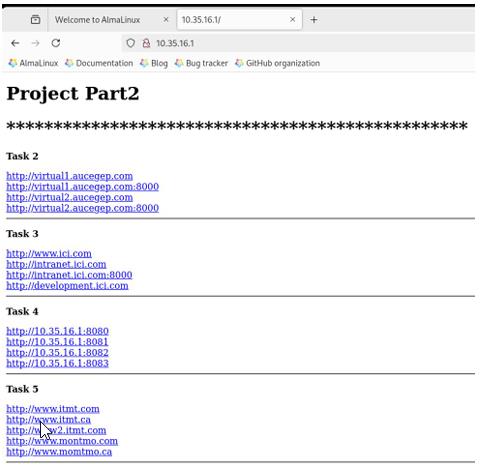 Welcome to AlmaLinux
10.35.16.1/
10.35.16.1
AlmaLinux Documentation Blog Bug tracker GitHub organization
Project Part2
**************************************************
Task 2
http://virtual1.aucegep.com
http://virtual1.aucegep.com:8000
http://virtual2.aucegep.com
http://virtual2.aucegep.com:8000
Task 3
http://www.ici.com
http://intranet.ici.com
http://intranet.ici.com:8000
http://development.ici.com
Task 4
http://10.35.16.1:8080
http://10.35.16.1:8081
http://10.35.16.1:8082
http://10.35.16.1:8083
Task 5
http://www.itmt.com
http://www.itmt.ca
http://www2.itmt.com
http://www.montmo.com
http://www.momtmo.ca